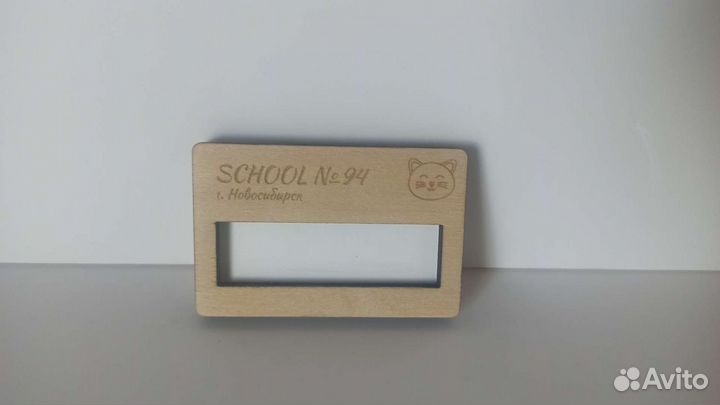 SCHOOL № 94
г. Новосибирск
Avito